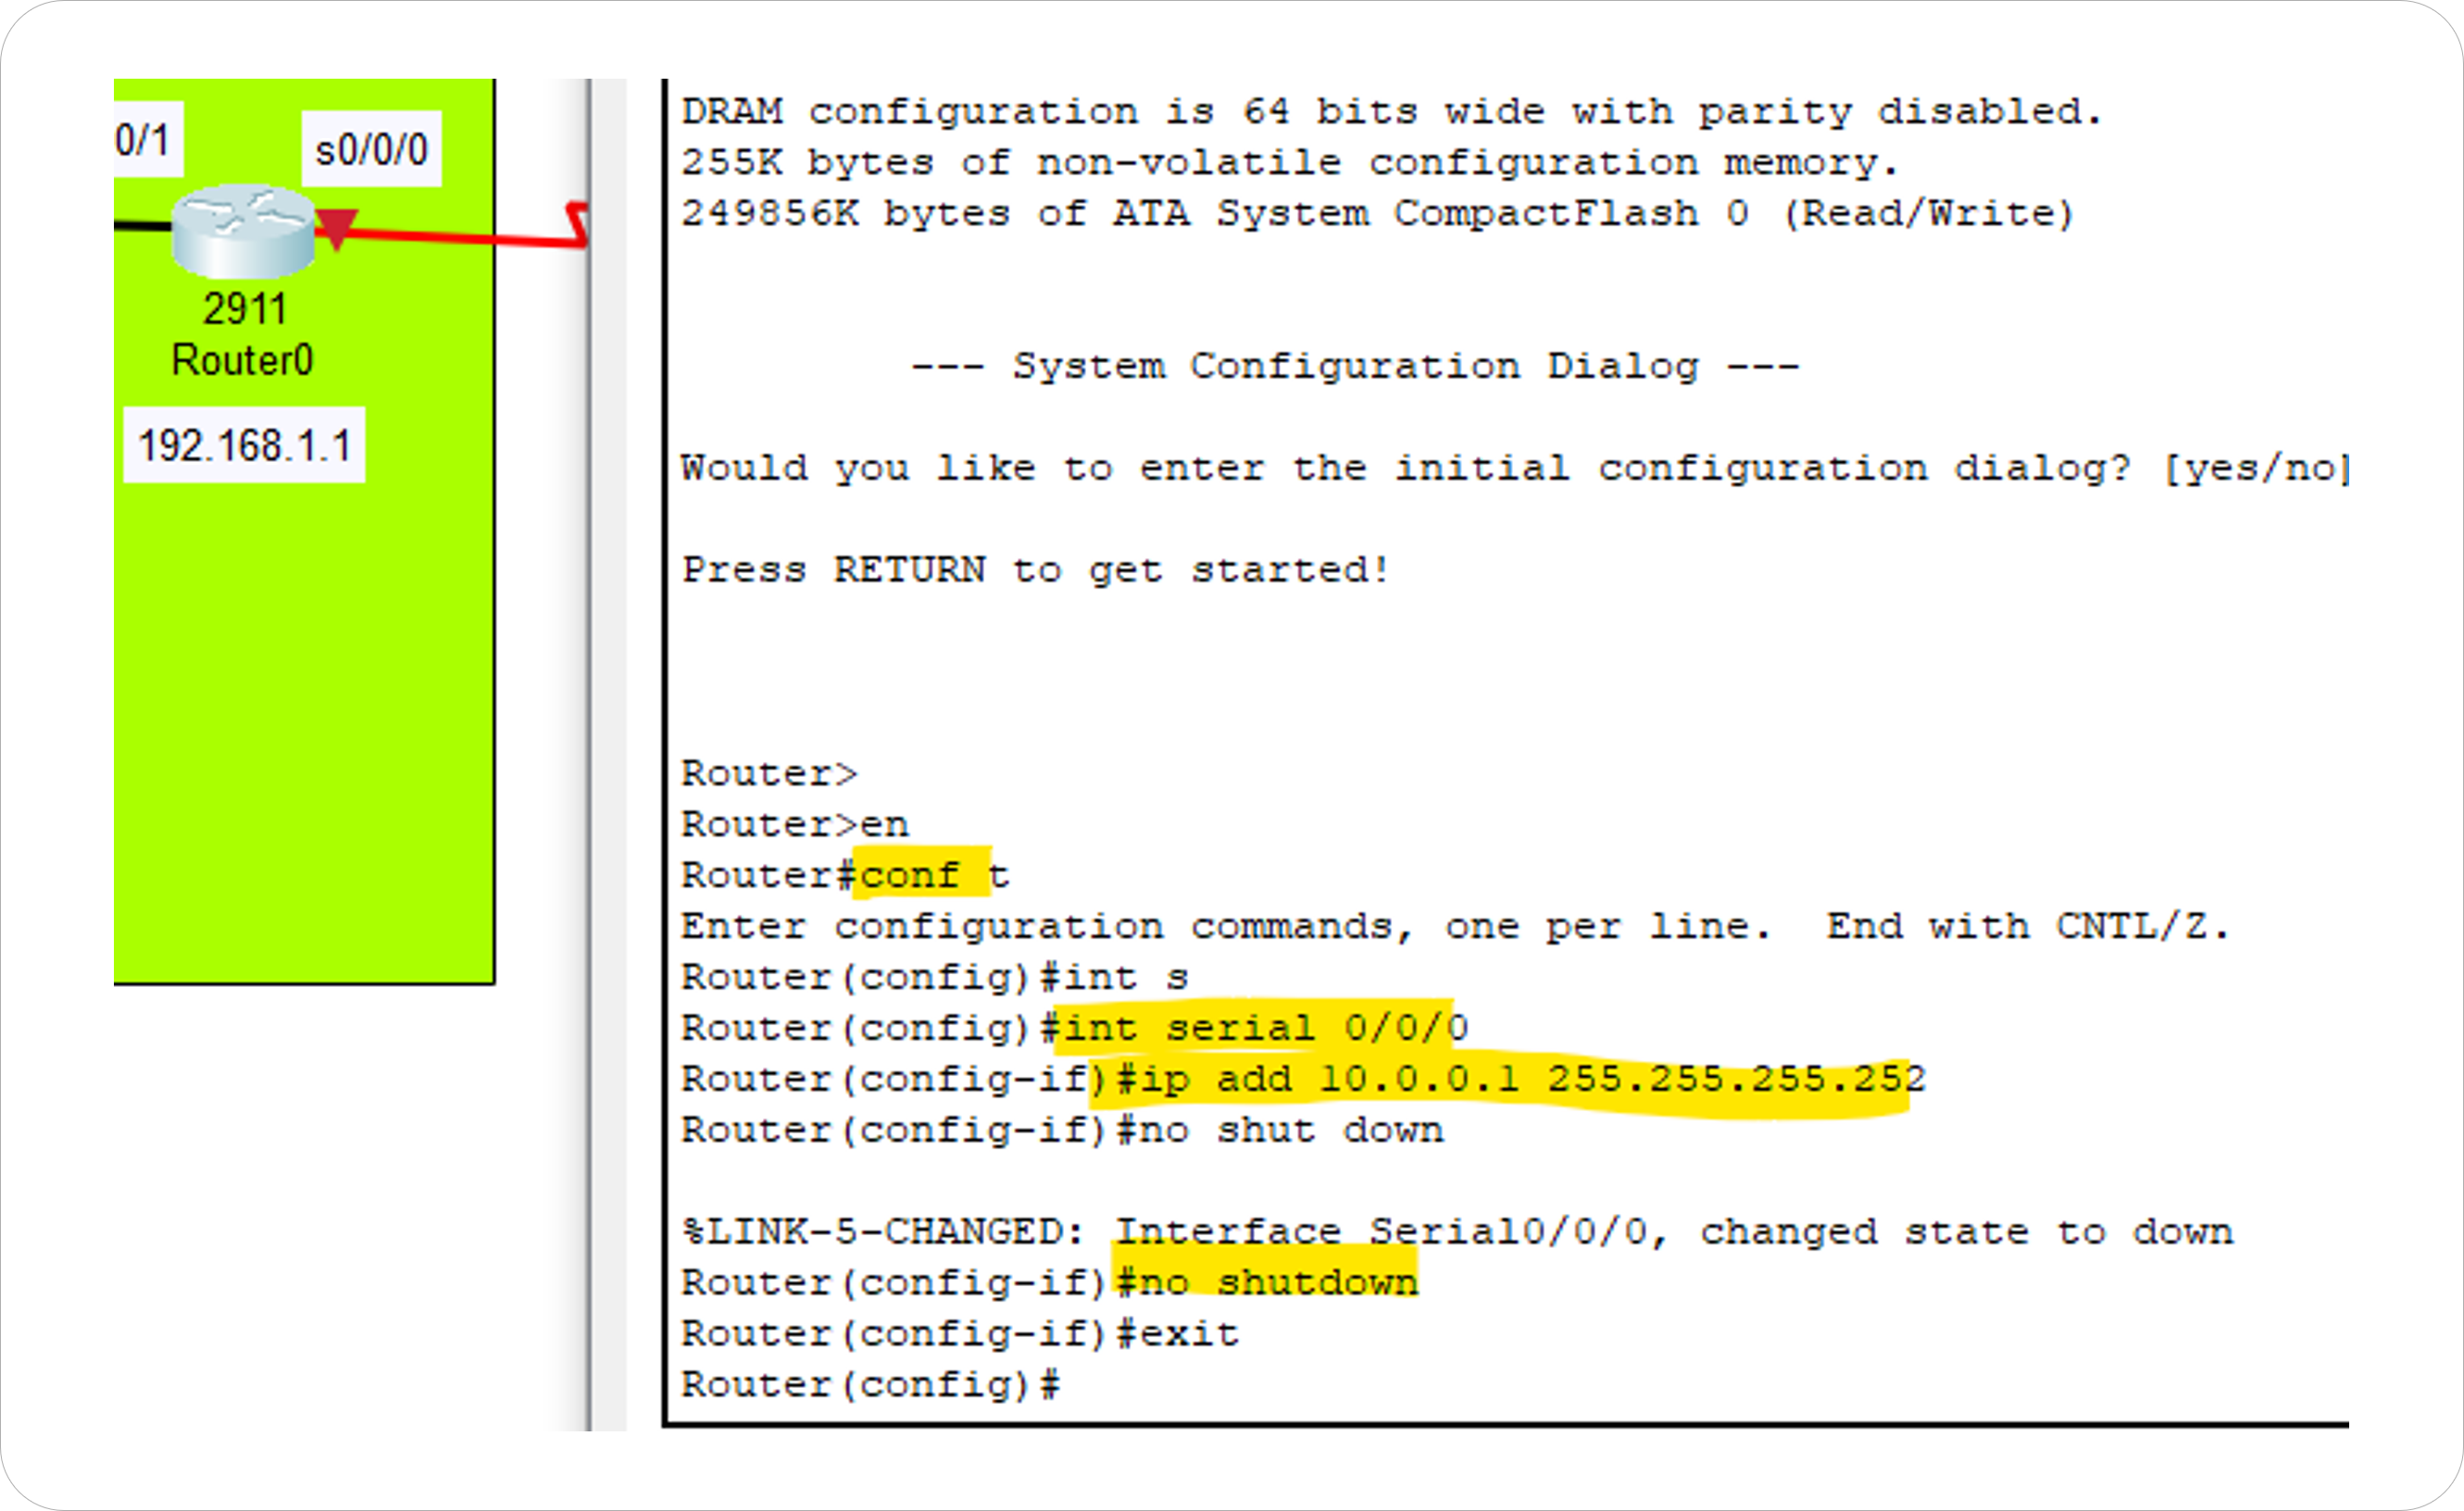 0/1
s0/0/0
2911
Router0
192.168.1.1
DRAM configuration is 64 bits wide with parity disabled.
255K bytes of non-volatile configuration memory.
249856K bytes of ATA System CompactFlash 0 (Read/Write)
--- System Configuration Dialog ---
Would you like to enter the initial configuration dialog? [yes/no]
Press RETURN to get started!
Router>
Router>en
Router#conf t
Enter configuration commands, one per line.  End with CNTL/Z.
Router(config)#int s
Router(config)#int serial 0/0/0
Router(config-if)#ip add 10.0.0.1 255.255.255.252
Router(config-if)#no shut down
%LINK-5-CHANGED: Interface Serial0/0/0, changed state to down
Router(config-if)#no shutdown
Router(config-if)#exit
Router(config)#